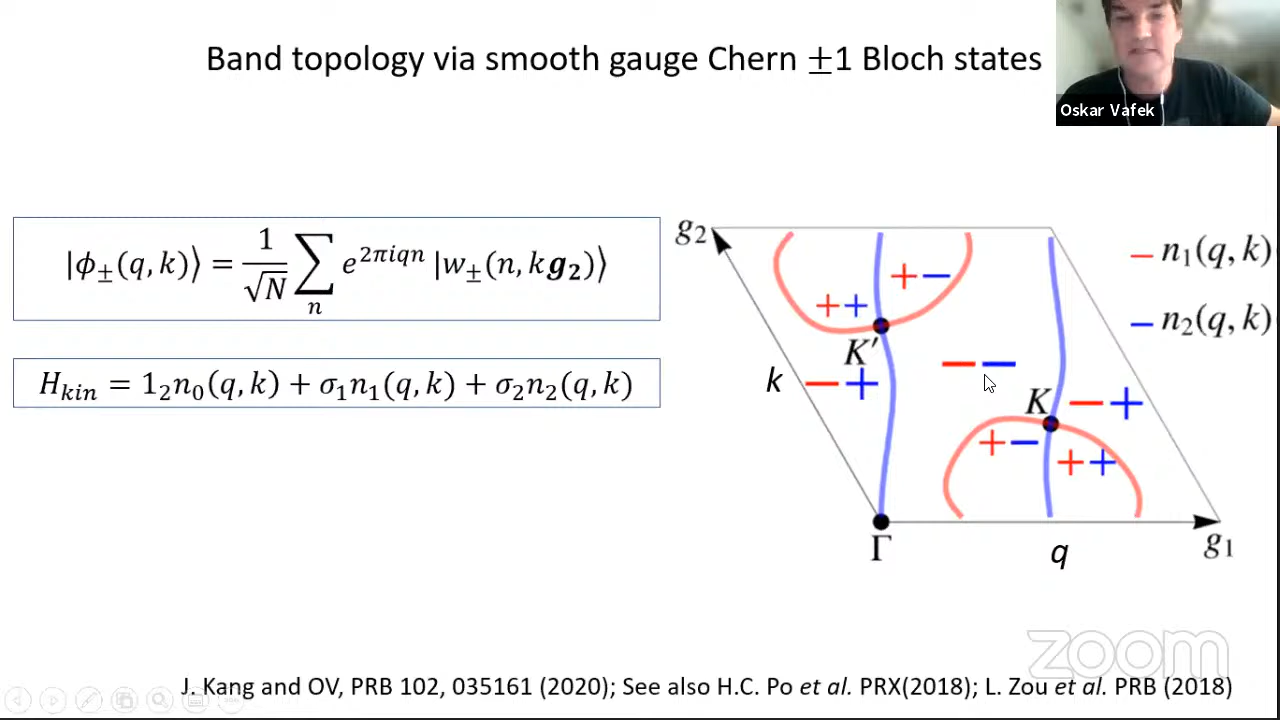 Band topology via smooth gauge Chern ±1 Bloch states
Oskar Vafek
|ϕ±(q, k)⟩ = 1/√N ∑n e^{2πiqn} |w±(n, kg₂)⟩
H_kin = 1₂n₀(q, k) + σ₁n₁(q, k) + σ₂n₂(q, k)
g₂
n₁(q, k)
n₂(q, k)
+ −
+ +
K′
− −
k
− +
K
− +
+ −
+ +
Γ
q
g₁
zoom
J. Kang and OV, PRB 102, 035161 (2020); See also H.C. Po et al. PRX(2018); L. Zou et al. PRB (2018)